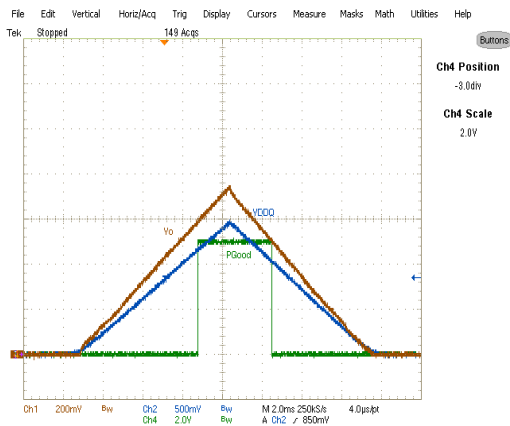 File Edit Vertical Horiz/Acq Trig Display Cursors Measure Masks Math Utilities Help
Tek Stopped 149 Acqs
Buttons
Ch4 Position
-3.0div
Ch4 Scale
2.0V
VDDQ
Vo
PGood
Ch1 200mV Bw Ch2 500mV Bw M 2.0ms 250kS/s 4.0µs/pt
Ch4 2.0V Bw A Ch2 / 850mV